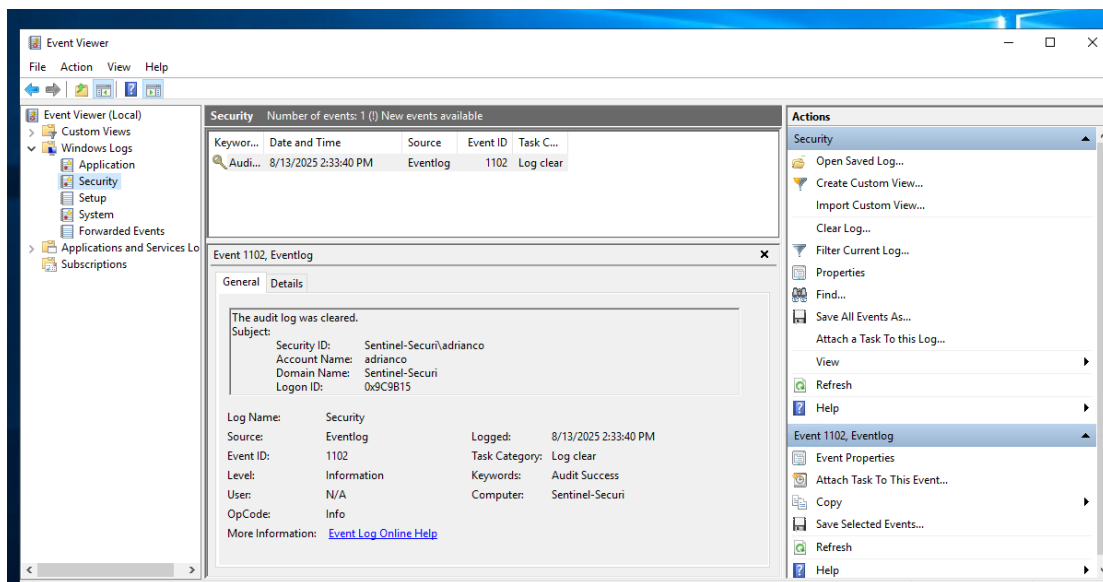 Event Viewer
File Action View Help
Event Viewer (Local)
Custom Views
Windows Logs
Application
Security
Setup
System
Forwarded Events
Applications and Services Lo
Subscriptions
Security Number of events: 1 (!) New events available
Keywor... Date and Time Source Event ID Task C...
Audi... 8/13/2025 2:33:40 PM Eventlog 1102 Log clear
Event 1102, Eventlog
General Details
The audit log was cleared.
Subject:
Security ID: Sentinel-Securi\adrianco
Account Name: adrianco
Domain Name: Sentinel-Securi
Logon ID: 0x9C9B15
Log Name: Security
Source: Eventlog Logged: 8/13/2025 2:33:40 PM
Event ID: 1102 Task Category: Log clear
Level: Information Keywords: Audit Success
User: N/A Computer: Sentinel-Securi
OpCode: Info
More Information: Event Log Online Help
Actions
Security
Open Saved Log...
Create Custom View...
Import Custom View...
Clear Log...
Filter Current Log...
Properties
Find...
Save All Events As...
Attach a Task To this Log...
View
Refresh
Help
Event 1102, Eventlog
Event Properties
Attach Task To This Event...
Copy
Save Selected Events...
Refresh
Help